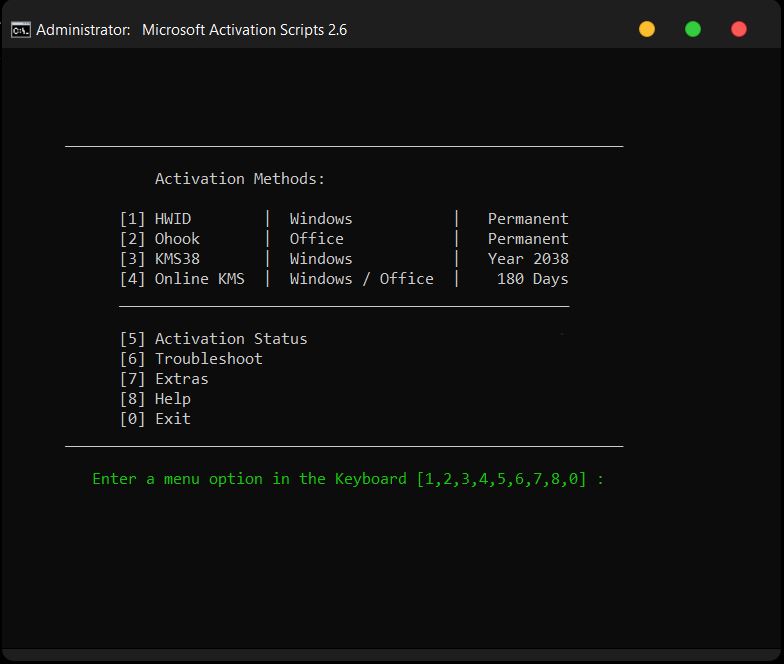 Administrator:  Microsoft Activation Scripts 2.6
Activation Methods:
[1] HWID | Windows | Permanent
[2] Ohook | Office | Permanent
[3] KMS38 | Windows | Year 2038
[4] Online KMS | Windows / Office | 180 Days
[5] Activation Status
[6] Troubleshoot
[7] Extras
[8] Help
[0] Exit
Enter a menu option in the Keyboard [1,2,3,4,5,6,7,8,0] :